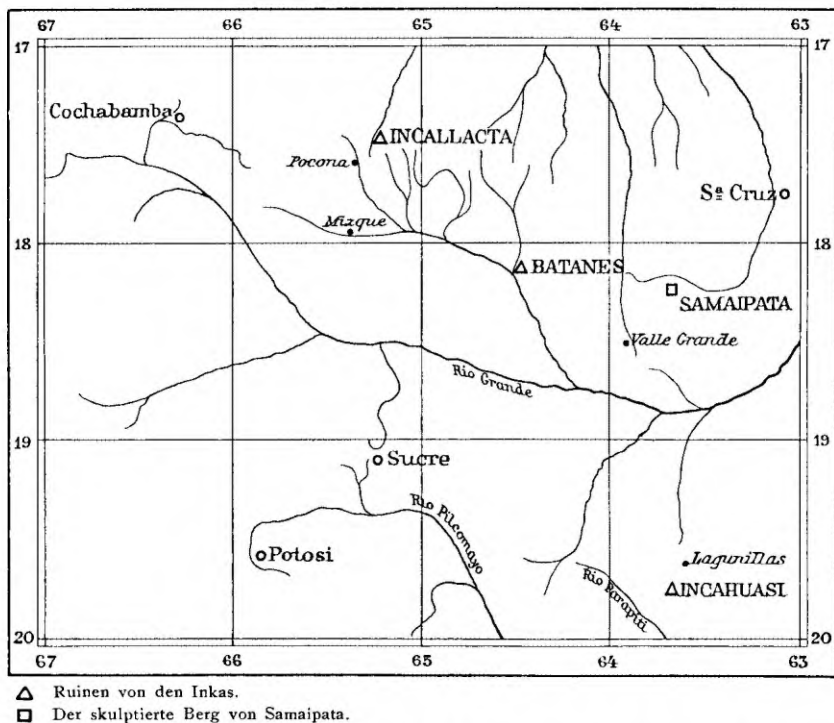 67 66 65 64 63
17 17
Cochabamba
INCALLACTA
Pocona
Sª Cruz
Mizque
18 18
BATANES
SAMAIPATA
Valle Grande
Rio Grande
19 19
Sucre
Rio Pilcomayo
Potosi
Lagunillas
Rio Parapiti
INCAHUASI
20 20
67 66 65 64 63
Ruinen von den Inkas.
Der skulptierte Berg von Samaipata.